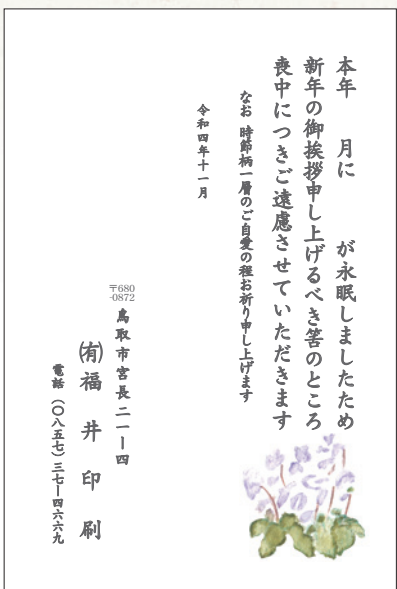 本年　月に　　が永眠しましたため
新年の御挨拶申し上げるべき筈のところ
喪中につきご遠慮させていただきます
なお 時節柄一層のご自愛の程お祈り申し上げます
令和四年十一月
〒680-0872
鳥取市宮長二一ー四
㈲福井印刷
電話（〇八五七）三七ー四六六九